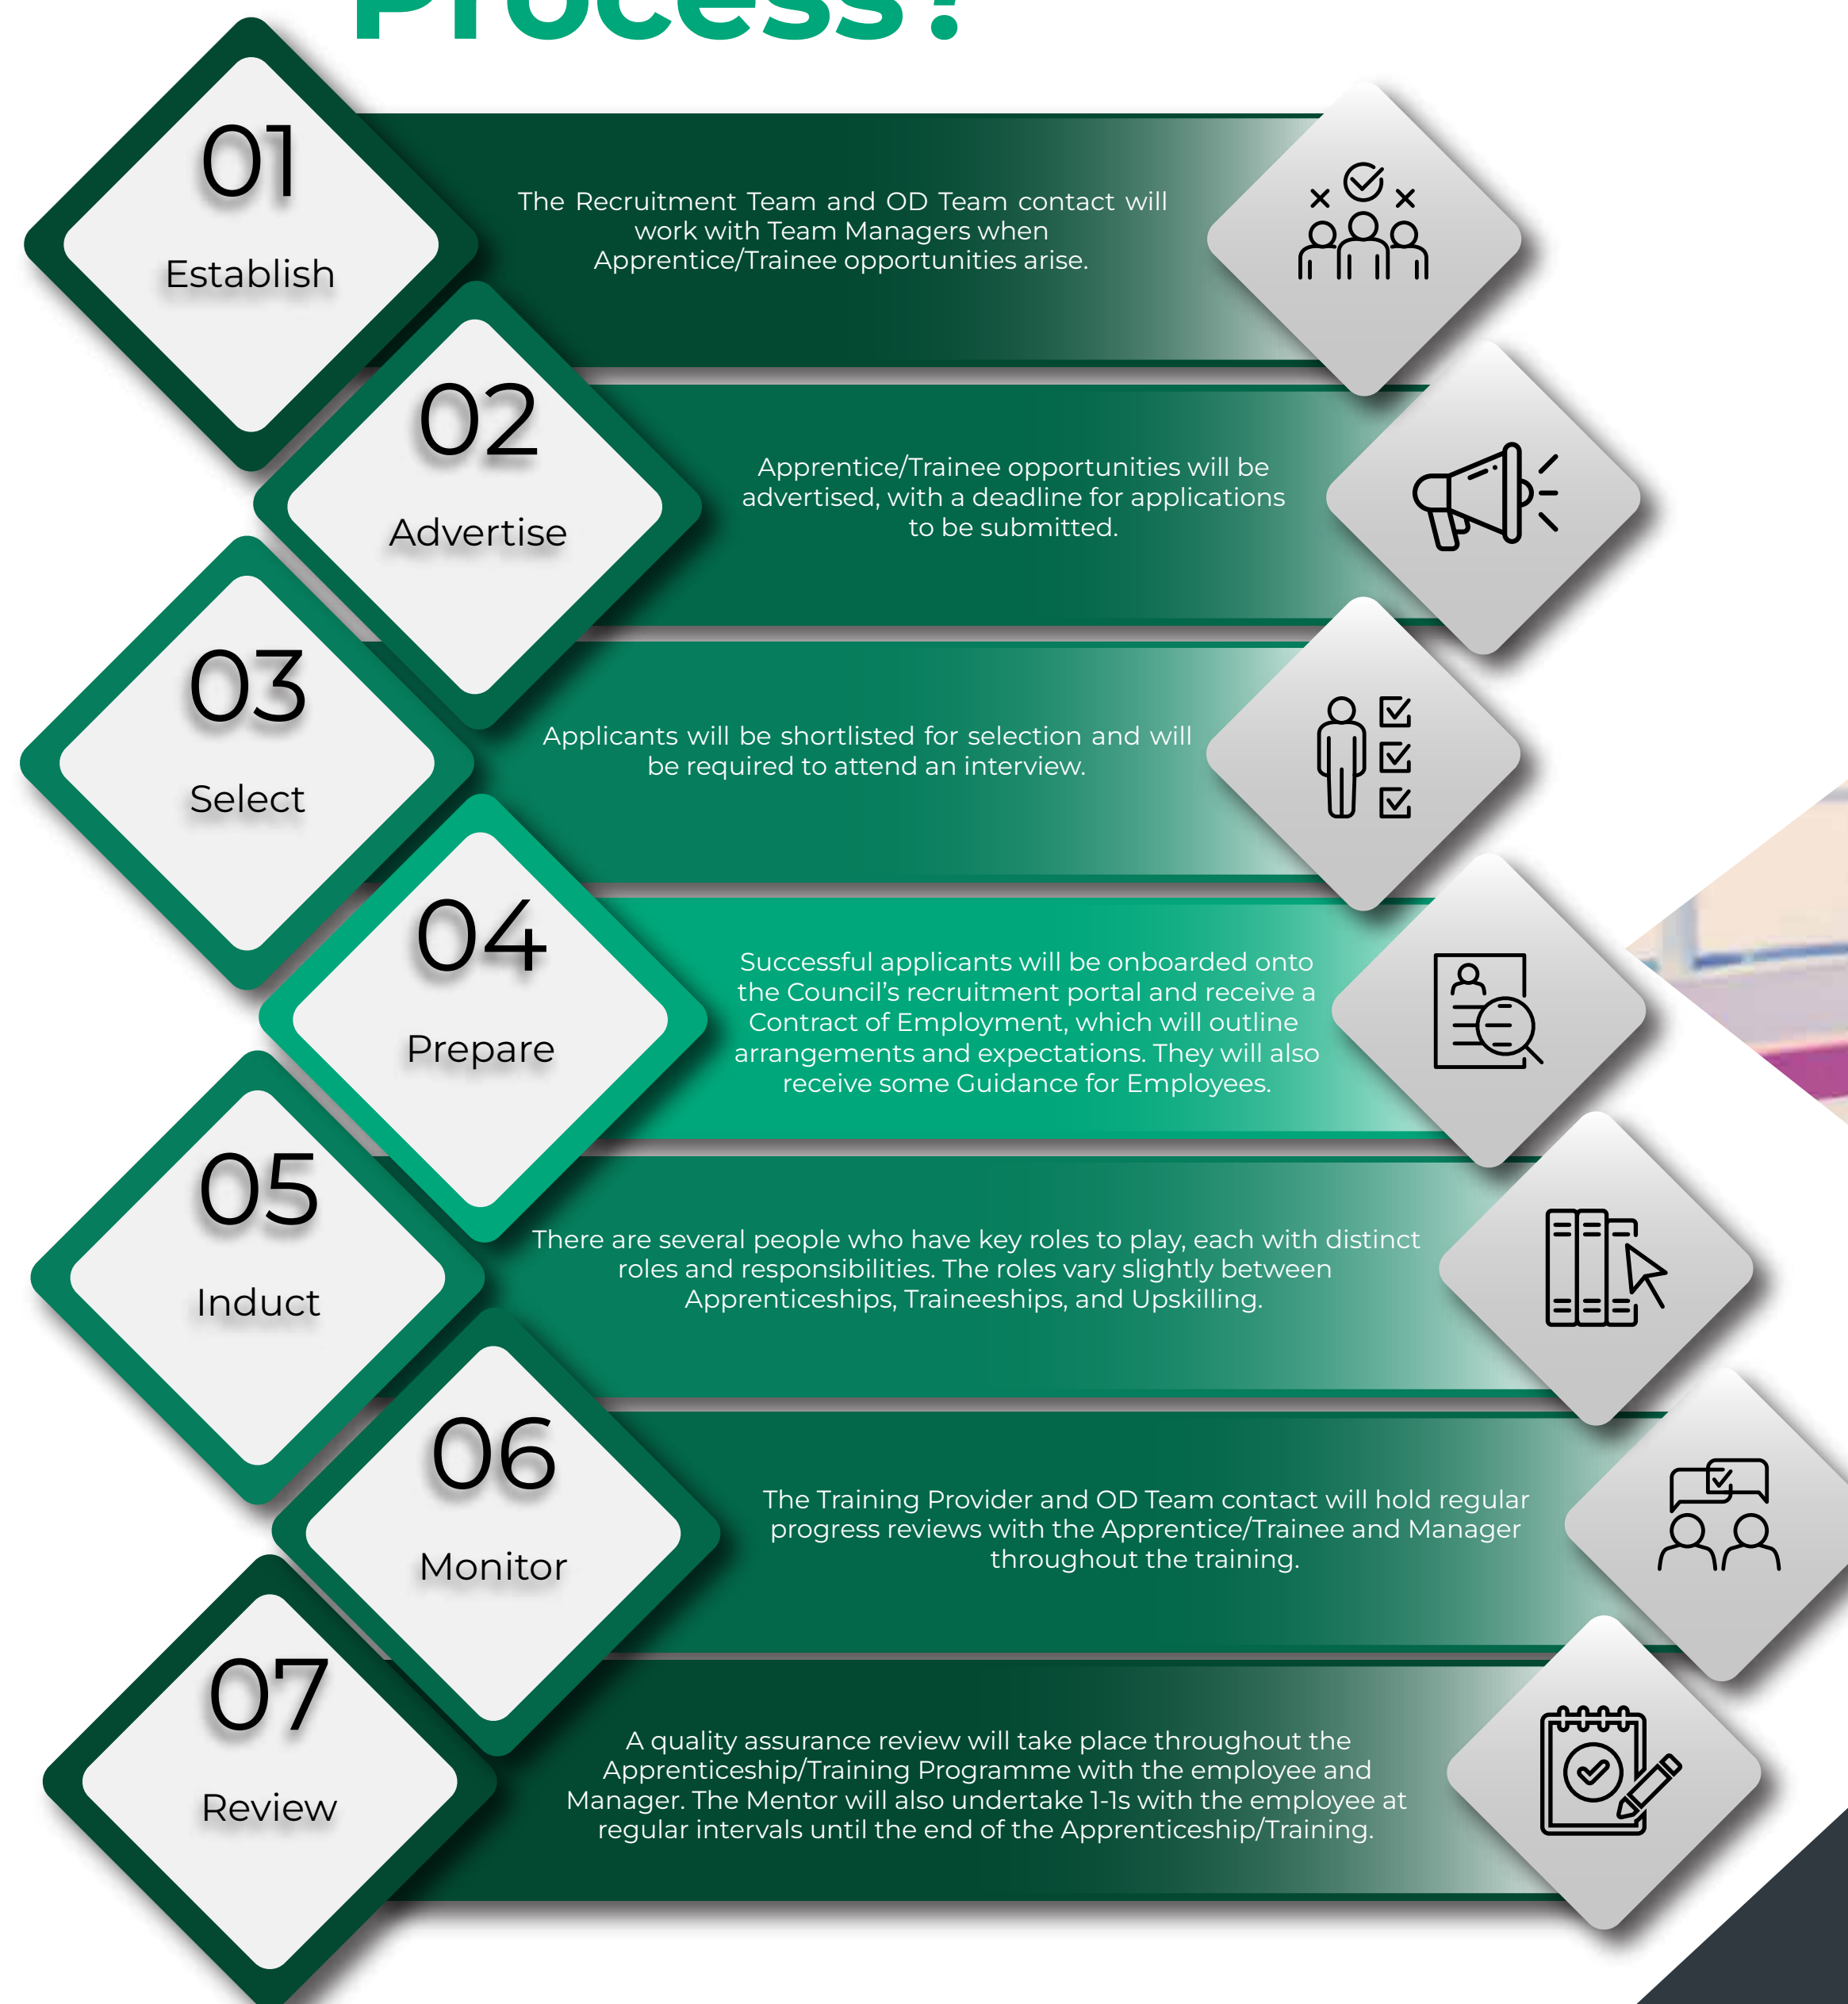 Process?
01
Establish
The Recruitment Team and OD Team contact will
work with Team Managers when
Apprentice/Trainee opportunities arise.
02
Advertise
Apprentice/Trainee opportunities will be
advertised, with a deadline for applications
to be submitted.
03
Select
Applicants will be shortlisted for selection and will
be required to attend an interview.
04
Prepare
Successful applicants will be onboarded onto
the Council’s recruitment portal and receive a
Contract of Employment, which will outline
arrangements and expectations. They will also
receive some Guidance for Employees.
05
Induct
There are several people who have key roles to play, each with distinct
roles and responsibilities. The roles vary slightly between
Apprenticeships, Traineeships, and Upskilling.
06
Monitor
The Training Provider and OD Team contact will hold regular
progress reviews with the Apprentice/Trainee and Manager
throughout the training.
07
Review
A quality assurance review will take place throughout the
Apprenticeship/Training Programme with the employee and
Manager. The Mentor will also undertake 1-1s with the employee at
regular intervals until the end of the Apprenticeship/Training.